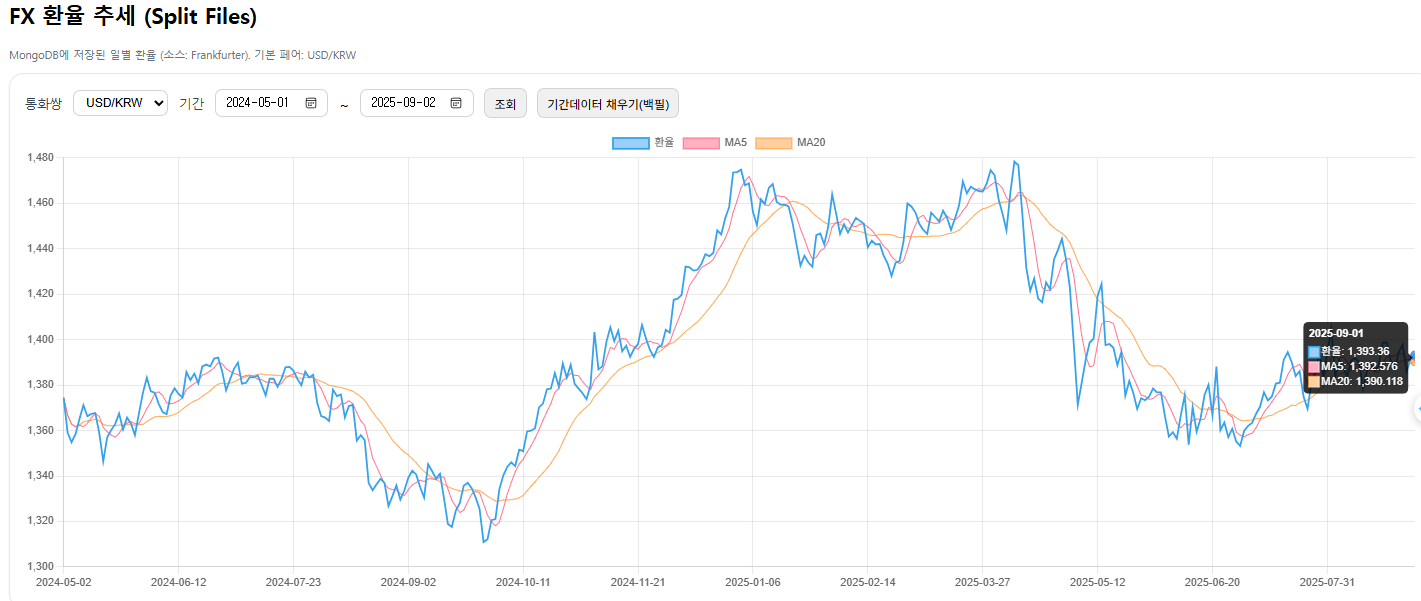 FX 환율 추세 (Split Files)
MongoDB에 저장된 일별 환율 (소스: Frankfurter). 기본 페어: USD/KRW
통화쌍 USD/KRW 기간 2024-05-01 ~ 2025-09-02 조회 기간데이터 채우기(백필)
환율 MA5 MA20
1,480
1,460
1,440
1,420
1,400
1,380
1,360
1,340
1,320
1,300
2025-09-01
환율: 1,393.36
MA5: 1,392.576
MA20: 1,390.118
2024-05-02 2024-06-12 2024-07-23 2024-09-02 2024-10-11 2024-11-21 2025-01-06 2025-02-14 2025-03-27 2025-05-12 2025-06-20 2025-07-31